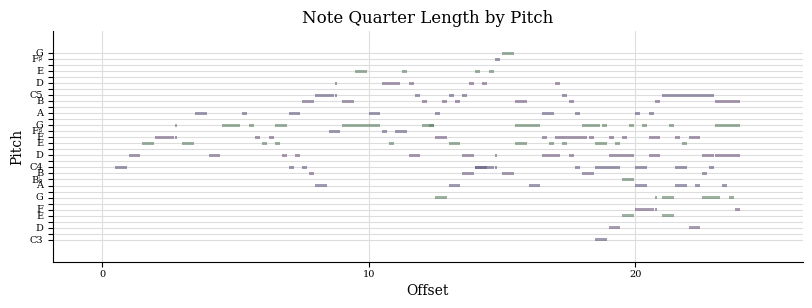 Note Quarter Length by Pitch
G
F♯
E
D
C5
B
A
G
F♯
F
E
D
C4
B
B♭
A
G
F
E
D
C3
Pitch
0
10
20
Offset